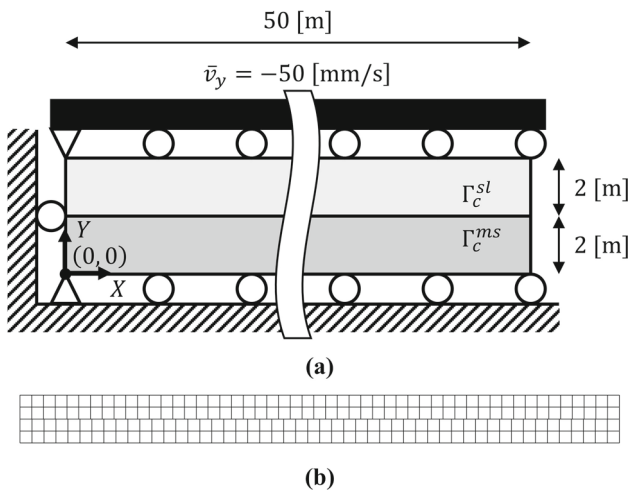 50 [m]
v̄_y = −50 [mm/s]
Γ_c^{sl}
2 [m]
Y
Γ_c^{ms}
2 [m]
(0, 0)
X
(a)
(b)